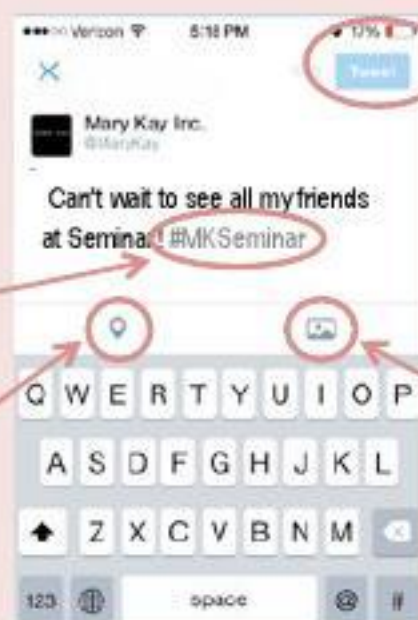 Verizon 5:18 PM 17%
Tweet
Mary Kay Inc.
@MaryKay
Can't wait to see all my friends
at Seminar! #MKSeminar
Q W E R T Y U I O P
A S D F G H J K L
Z X C V B N M
123 space @ #